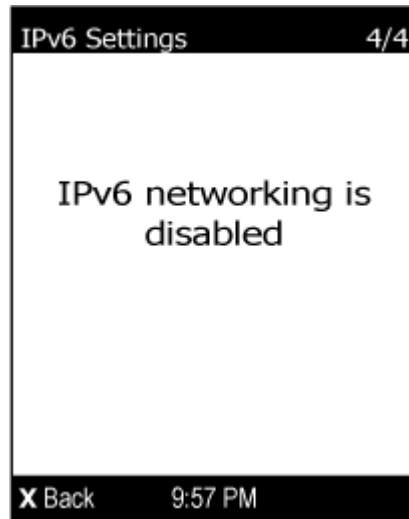 IPv6 Settings 4/4
IPv6 networking is
disabled
X Back 9:57 PM